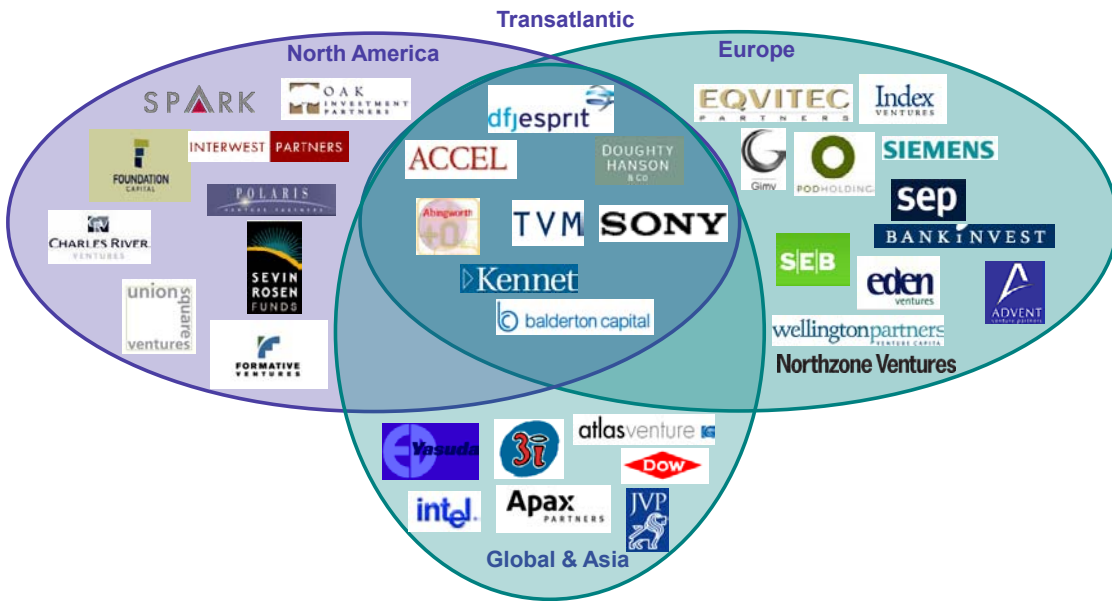 Transatlantic
North America
Europe
SPARK
OAK
INVESTMENT
PARTNERS
dfjesprit
EQVITEC
PARTNERS
Index
VENTURES
FOUNDATION
CAPITAL
INTERWEST PARTNERS
ACCEL
DOUGHTY
HANSON
& CO
Gimv
PODHOLDING
SIEMENS
POLARIS
VENTURE PARTNERS
sep
CHARLES RIVER
VENTURES
Abingworth
TVM
SONY
BANKINVEST
SEVIN
ROSEN
FUNDS
Kennet
S|E|B
eden
ventures
ADVENT
venture partners
union
square
ventures
balderton capital
FORMATIVE
VENTURES
wellingtonpartners
VENTURE CAPITAL
Northzone Ventures
Yasuda
3i
atlasventure
DOW
intel
Apax
PARTNERS
JVP
Global & Asia